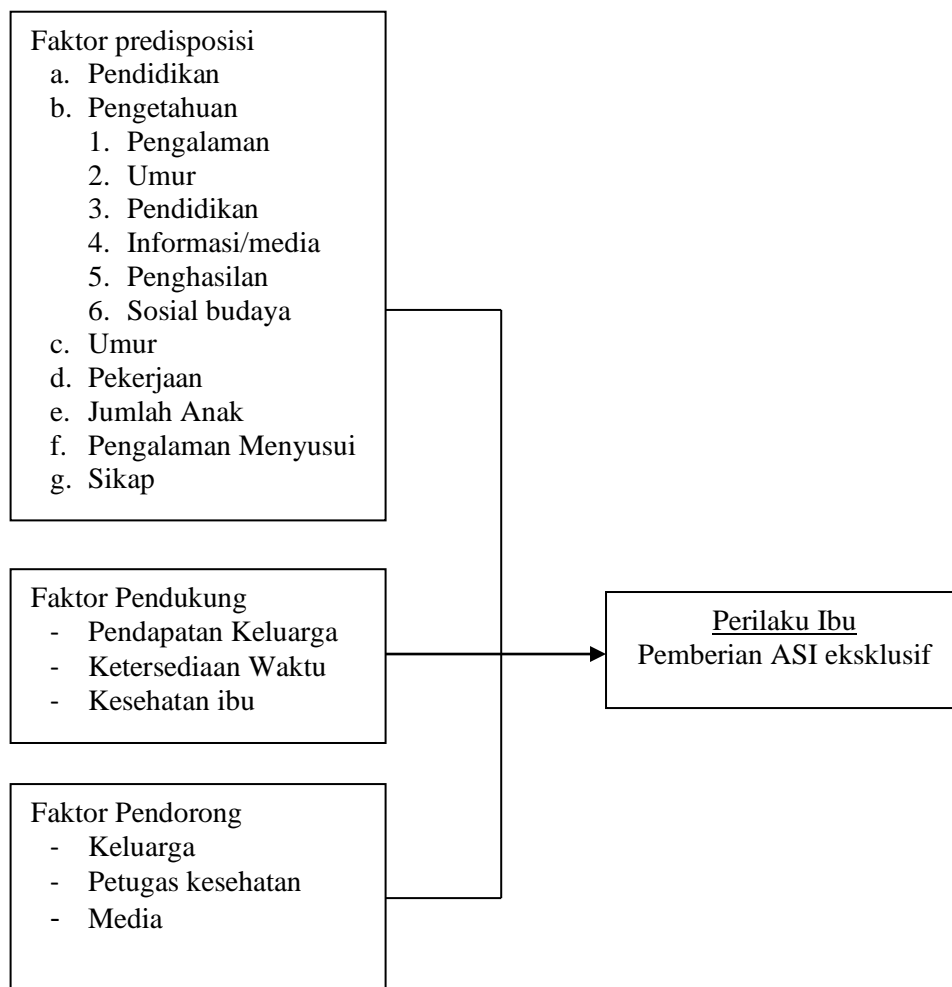 Faktor predisposisi
a. Pendidikan
b. Pengetahuan
1. Pengalaman
2. Umur
3. Pendidikan
4. Informasi/media
5. Penghasilan
6. Sosial budaya
c. Umur
d. Pekerjaan
e. Jumlah Anak
f. Pengalaman Menyusui
g. Sikap
Faktor Pendukung
- Pendapatan Keluarga
- Ketersediaan Waktu
- Kesehatan ibu
Perilaku Ibu
Pemberian ASI eksklusif
Faktor Pendorong
- Keluarga
- Petugas kesehatan
- Media